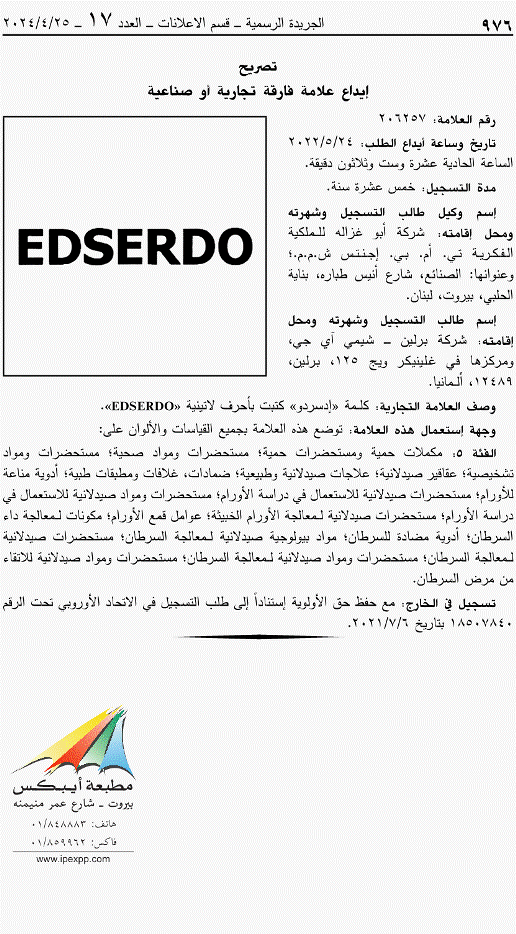 ٩٧٦
الجريدة الرسمية ــ قسم الاعلانات ــ العدد ١٧ ــ ٢٠٢٤/٤/٢٥
تصريح
إيداع علامة فارقة تجارية أو صناعية
EDSERDO
رقم العلامة: ٢٠٦٢٥٧
تاريخ وساعة أيداع الطلب: ٢٠٢٢/٥/٢٤
الساعة الحادية عشرة وست وثلاثون دقيقة.
مدة التسجيل: خمس عشرة سنة.
إسم وكيل طالب التسجيل وشهرته
ومحل إقامته: شركة أبو غزاله للملكية
الفكرية تي. أم. بي. إجنتس ش.م.م.؛
وعنوانها: الصنائع، شارع أنيس طباره، بناية
الحلبي، بيروت، لبنان.
إسم طالب التسجيل وشهرته ومحل
إقامته: شركة برلين ــ شيمي آي جي،
ومركزها في غلينيكر ويج ١٢٥، برلين،
١٢٤٨٩، ألمانيا.
وصف العلامة التجارية: كلمة «إدسردو» كتبت بأحرف لاتينية «EDSERDO».
وجهة إستعمال هذه العلامة: توضع هذه العلامة بجميع القياسات والألوان على:
الفئة ٥: مكملات حمية ومستحضرات حمية؛ مستحضرات ومواد صحية؛ مستحضرات ومواد
تشخيصية؛ عقاقير صيدلانية؛ علاجات صيدلانية وطبيعية؛ ضمادات، غلافات ومطبقات طبية؛ أدوية مناعة
للأورام؛ مستحضرات صيدلانية للاستعمال في دراسة الأورام؛ مستحضرات ومواد صيدلانية للاستعمال في
دراسة الأورام؛ مستحضرات صيدلانية لمعالجة الأورام الخبيثة؛ عوامل قمع الأورام؛ مكونات لمعالجة داء
السرطان؛ أدوية مضادة للسرطان؛ مواد بيولوجية صيدلانية لمعالجة السرطان؛ مستحضرات صيدلانية
لمعالجة السرطان؛ مستحضرات ومواد صيدلانية لمعالجة السرطان؛ مستحضرات ومواد صيدلانية للاتقاء
من مرض السرطان.
تسجيل في الخارج: مع حفظ حق الأولوية إستناداً إلى طلب التسجيل في الاتحاد الأوروبي تحت الرقم
١٨٥٠٧٨٤٠ بتاريخ ٢٠٢١/٧/٦.
مطبعة أيبكس
بيروت ــ شارع عمر منيمنه
هاتف: ٠١/٨٤٨٨٨٣
فاكس: ٠١/٨٥٩٩٦٢
www.ipexpp.com